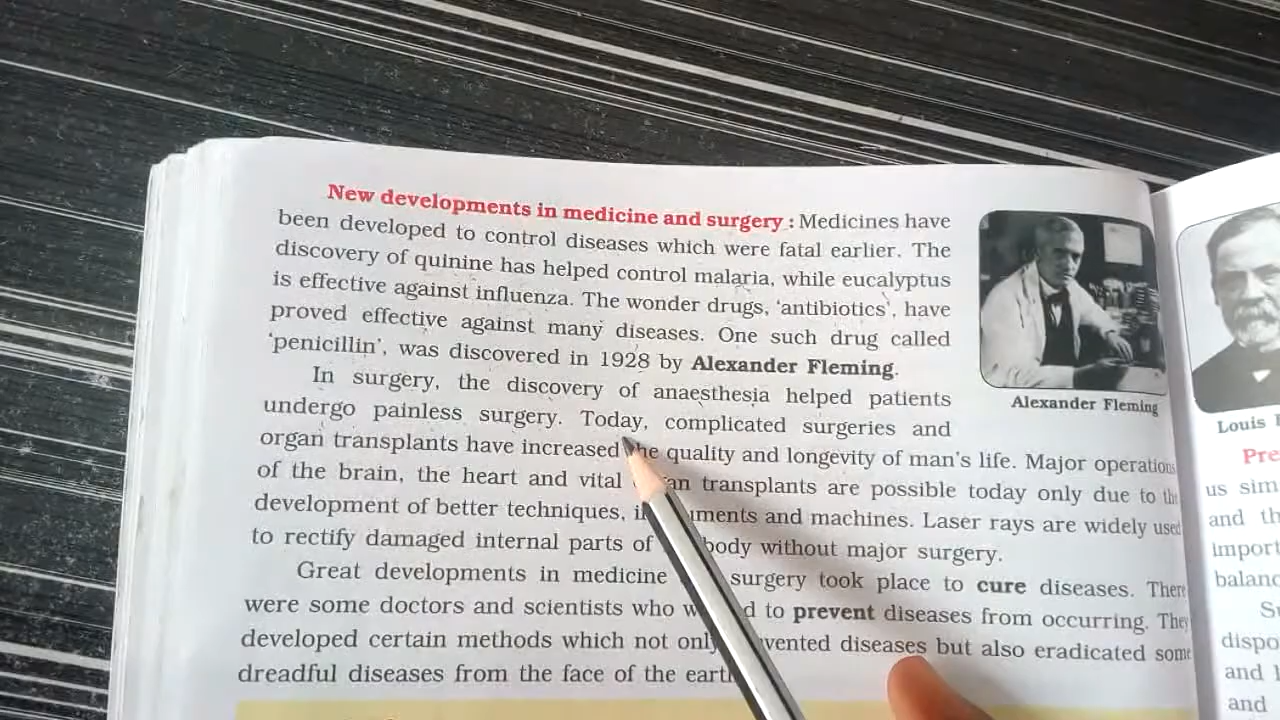 New developments in medicine and surgery : Medicines have
been developed to control diseases which were fatal earlier. The
discovery of quinine has helped control malaria, while eucalyptus
is effective against influenza. The wonder drugs, 'antibiotics', have
proved effective against many diseases. One such drug called
'penicillin', was discovered in 1928 by Alexander Fleming.
In surgery, the discovery of anaesthesia helped patients
undergo painless surgery. Today, complicated surgeries and
organ transplants have increased the quality and longevity of man's life. Major operations
of the brain, the heart and vital transplants are possible today only due to the
development of better techniques, and machines. Laser rays are widely used
to rectify damaged internal parts of body without major surgery.
Great developments in medicine surgery took place to cure diseases. There
were some doctors and scientists who to prevent diseases from occurring. They
developed certain methods which not only diseases but also eradicated some
dreadful diseases from the face of the
Alexander Fleming
Louis
us sim
and th
import
balanc
dispo
and
and